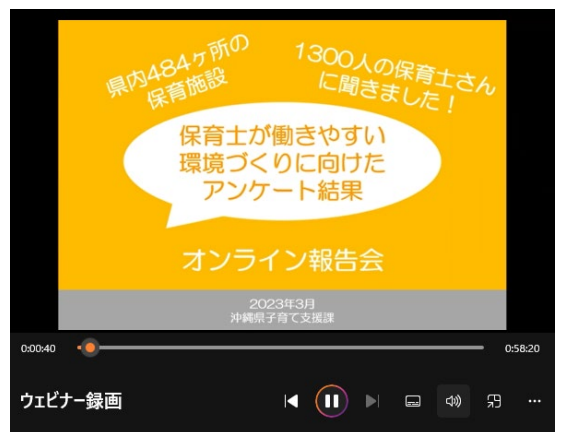 県内484ヶ所の
保育施設
1300人の保育士さん
に聞きました！
保育士が働きやすい
環境づくりに向けた
アンケート結果
オンライン報告会
2023年3月
沖縄県子育て支援課
0:00:40
0:58:20
ウェビナー録画